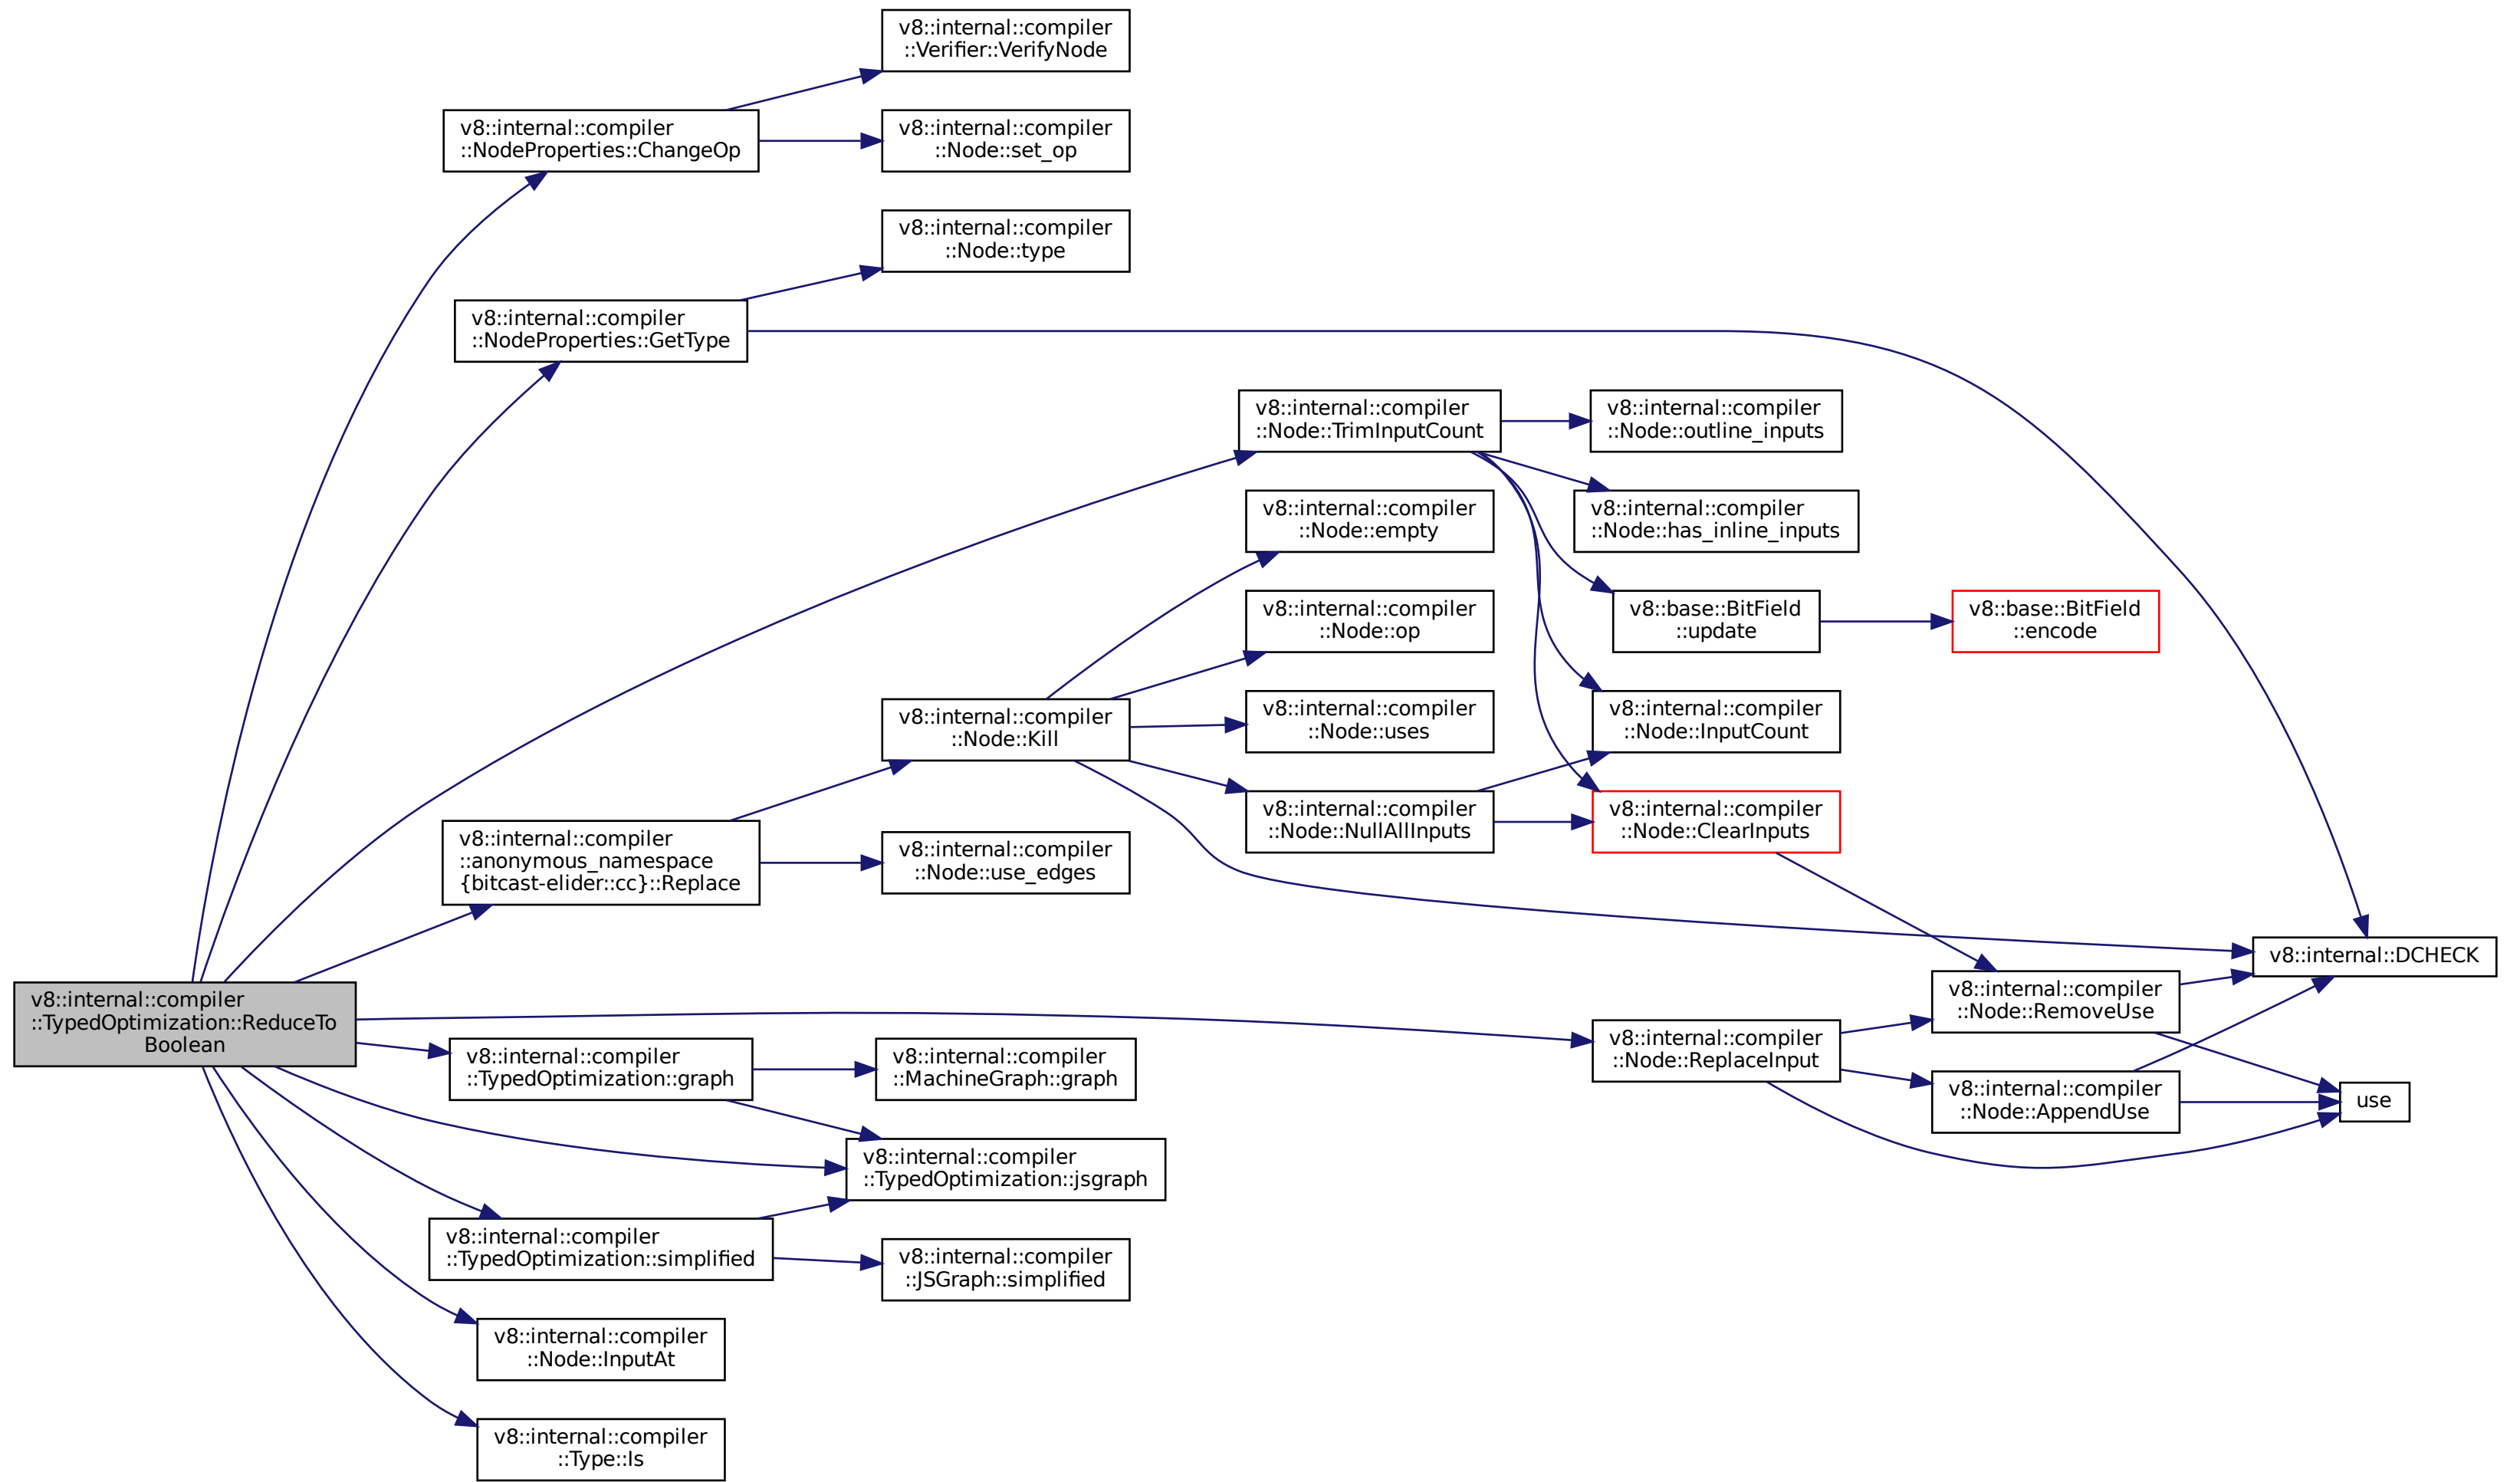 v8::internal::compiler
::Verifier::VerifyNode
v8::internal::compiler
::NodeProperties::ChangeOp
v8::internal::compiler
::Node::set_op
v8::internal::compiler
::Node::type
v8::internal::compiler
::NodeProperties::GetType
v8::internal::compiler
::Node::TrimInputCount
v8::internal::compiler
::Node::outline_inputs
v8::internal::compiler
::Node::empty
v8::internal::compiler
::Node::has_inline_inputs
v8::internal::compiler
::Node::op
v8::base::BitField
::update
v8::base::BitField
::encode
v8::internal::compiler
::Node::Kill
v8::internal::compiler
::Node::uses
v8::internal::compiler
::Node::InputCount
v8::internal::compiler
::Node::NullAllInputs
v8::internal::compiler
::Node::ClearInputs
v8::internal::compiler
::anonymous_namespace
{bitcast-elider::cc}::Replace
v8::internal::compiler
::Node::use_edges
v8::internal::DCHECK
v8::internal::compiler
::TypedOptimization::ReduceTo
Boolean
v8::internal::compiler
::Node::RemoveUse
v8::internal::compiler
::Node::ReplaceInput
v8::internal::compiler
::TypedOptimization::graph
v8::internal::compiler
::MachineGraph::graph
v8::internal::compiler
::Node::AppendUse
use
v8::internal::compiler
::TypedOptimization::jsgraph
v8::internal::compiler
::TypedOptimization::simplified
v8::internal::compiler
::JSGraph::simplified
v8::internal::compiler
::Node::InputAt
v8::internal::compiler
::Type::Is